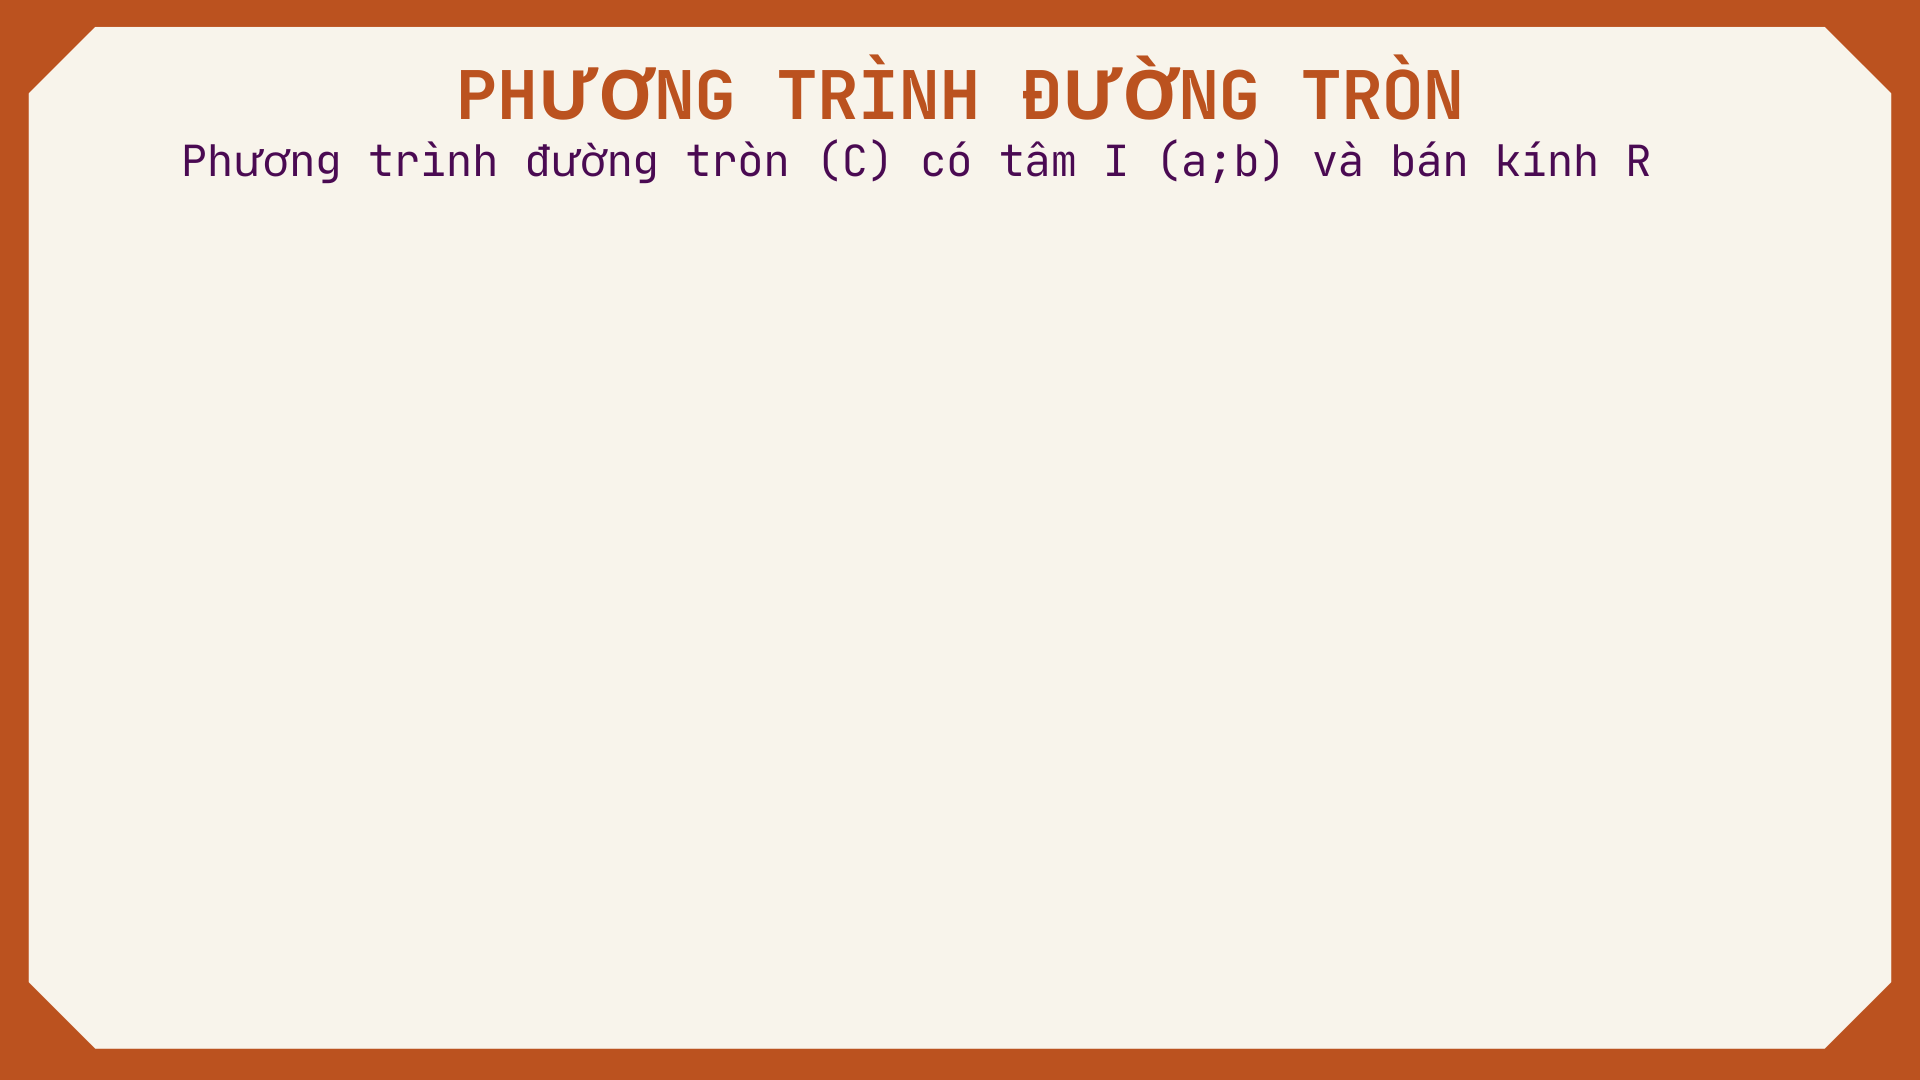 PHƯƠNG TRÌNH ĐƯỜNG TRÒN
Phương trình đường tròn (C) có tâm I (a;b) và bán kính R